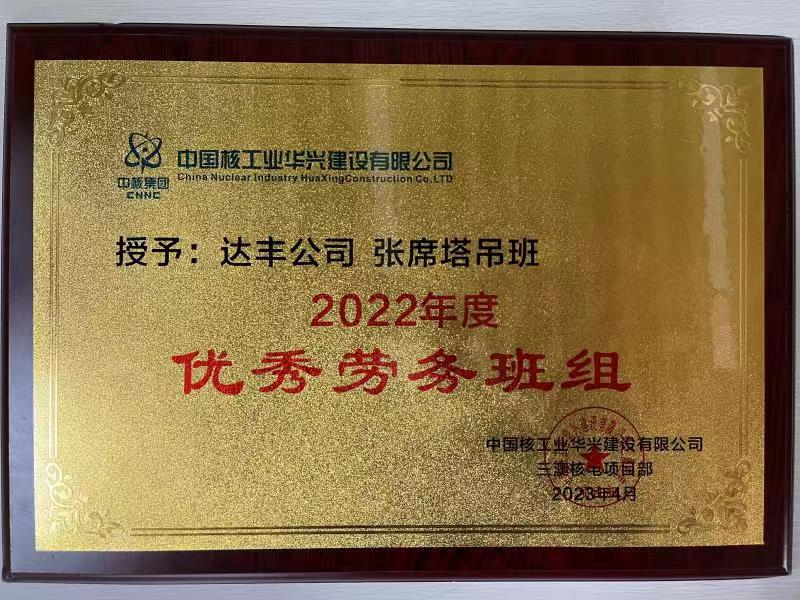 中国核工业华兴建设有限公司
China Nuclear Industry HuaXingConstruction Co.,LTD
中核集团
CNNC
授予：达丰公司 张席塔吊班
2022年度
优秀劳务班组
中国核工业华兴建设有限公司
三澳核电项目部
2023年4月